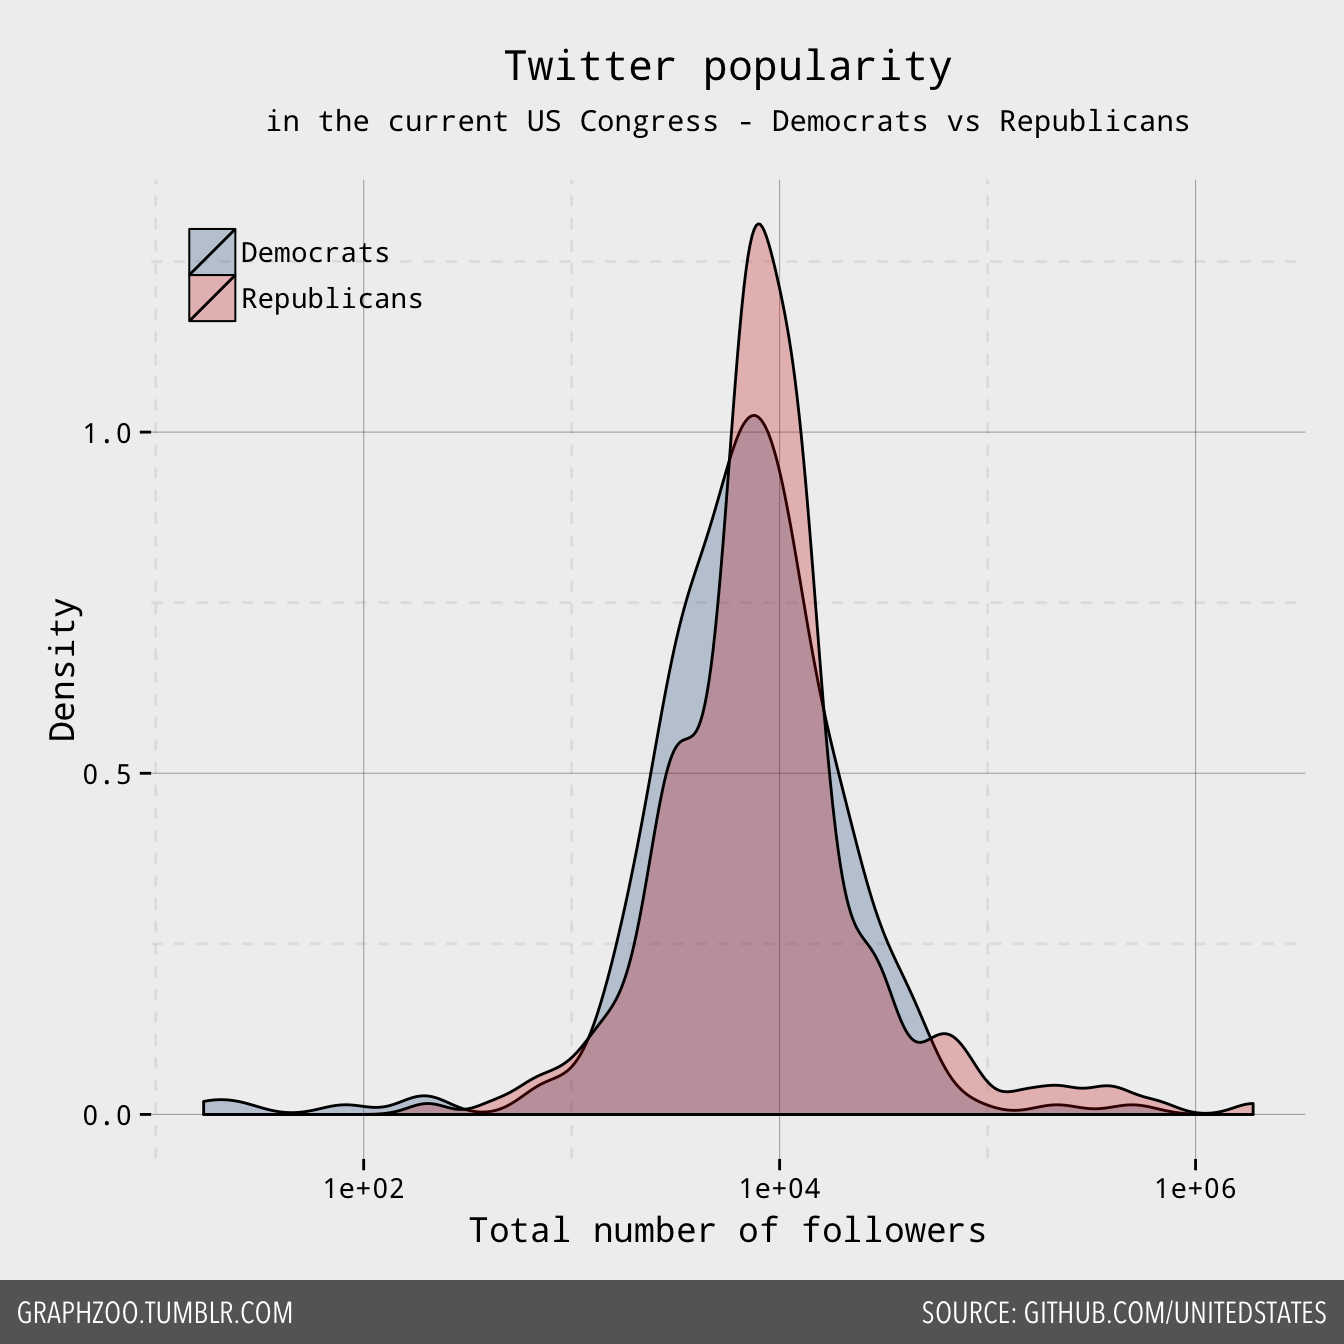 Twitter popularity
in the current US Congress - Democrats vs Republicans
Democrats
Republicans
1.0
0.5
0.0
Density
1e+02
1e+04
1e+06
Total number of followers
GRAPHZOO.TUMBLR.COM
SOURCE: GITHUB.COM/UNITEDSTATES